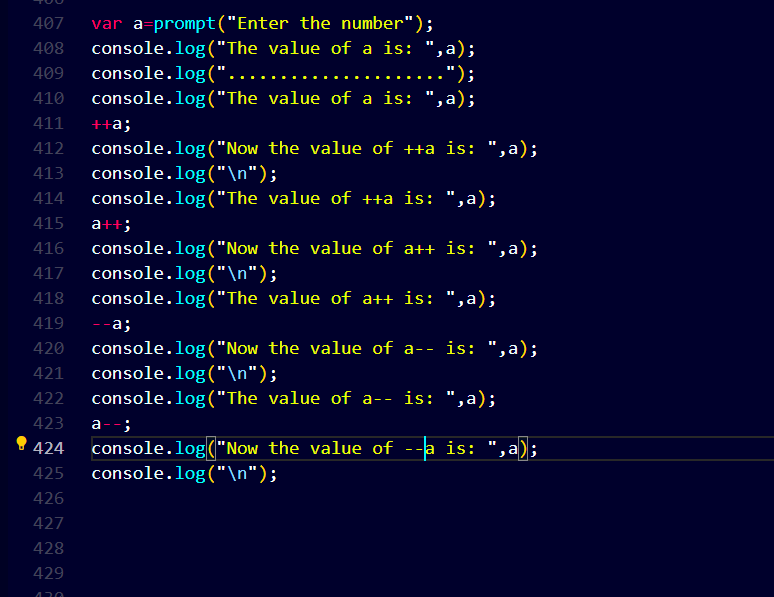 406
407 var a=prompt("Enter the number");
408 console.log("The value of a is: ",a);
409 console.log(".....................");
410 console.log("The value of a is: ",a);
411 ++a;
412 console.log("Now the value of ++a is: ",a);
413 console.log("\n");
414 console.log("The value of ++a is: ",a);
415 a++;
416 console.log("Now the value of a++ is: ",a);
417 console.log("\n");
418 console.log("The value of a++ is: ",a);
419 --a;
420 console.log("Now the value of a-- is: ",a);
421 console.log("\n");
422 console.log("The value of a-- is: ",a);
423 a--;
424 console.log("Now the value of --a is: ",a);
425 console.log("\n");
426
427
428
429
430